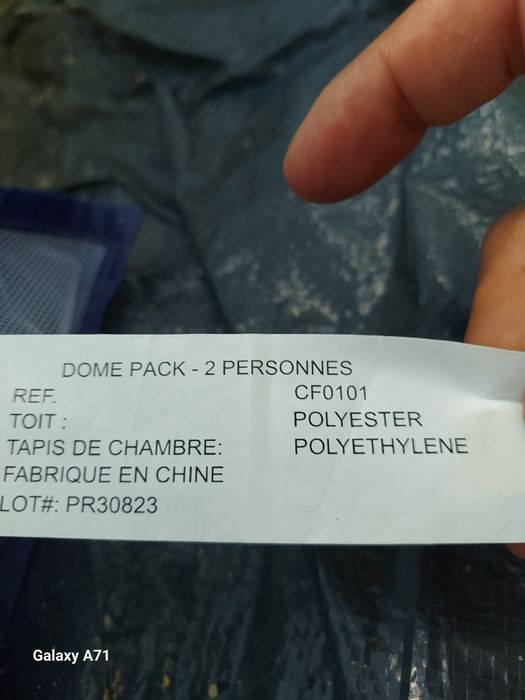 DOME PACK - 2 PERSONNES
REF. CF0101
TOIT : POLYESTER
TAPIS DE CHAMBRE: POLYETHYLENE
FABRIQUE EN CHINE
LOT#: PR30823
Galaxy A71